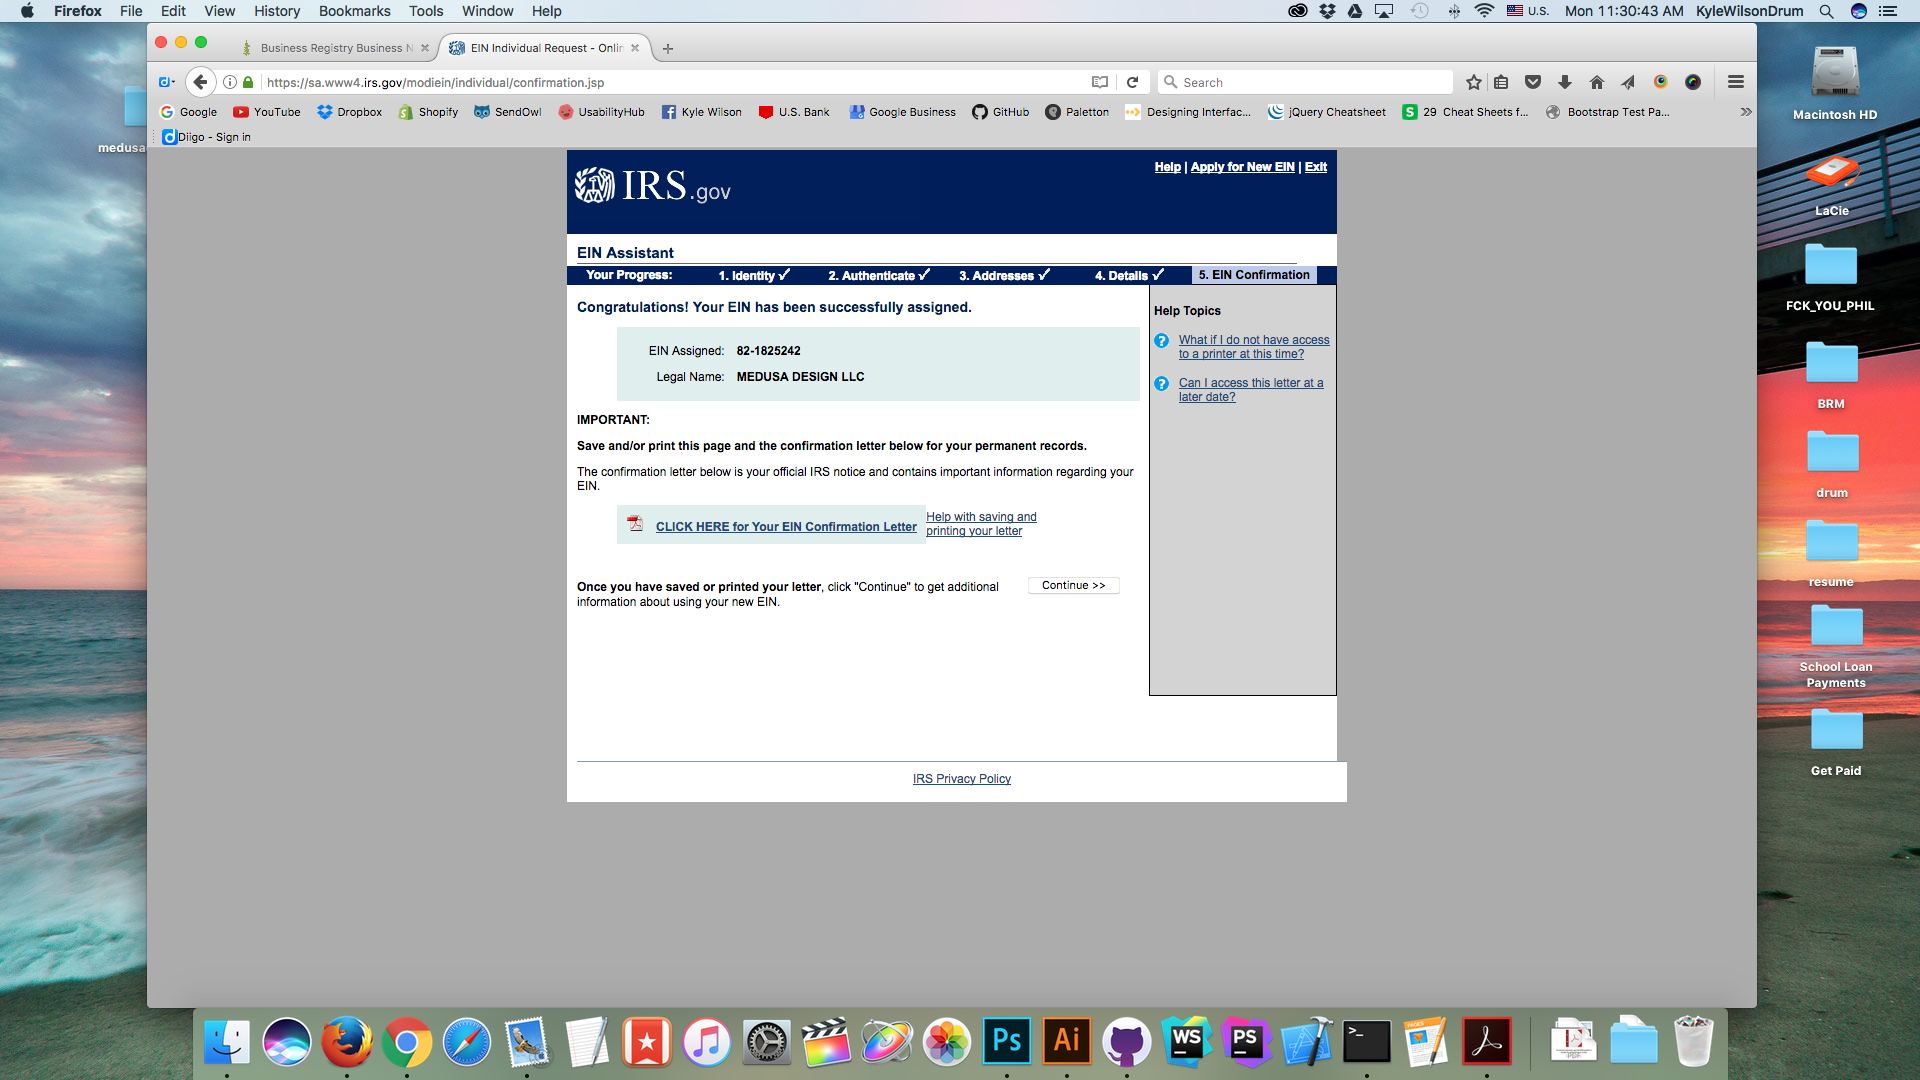 Firefox File Edit View History Bookmarks Tools Window Help U.S. Mon 11:30:43 AM KyleWilsonDrum
Business Registry Business N EIN Individual Request - Onlin
https://sa.www4.irs.gov/modiein/individual/confirmation.jsp Search
Google YouTube Dropbox Shopify SendOwl UsabilityHub Kyle Wilson U.S. Bank Google Business GitHub Paletton Designing Interfac... jQuery Cheatsheet 29 Cheat Sheets f... Bootstrap Test Pa...
Diigo - Sign in
medusa
IRS.gov
Help | Apply for New EIN | Exit
EIN Assistant
Your Progress: 1. Identity ✓ 2. Authenticate ✓ 3. Addresses ✓ 4. Details ✓ 5. EIN Confirmation
Congratulations! Your EIN has been successfully assigned.
EIN Assigned: 82-1825242
Legal Name: MEDUSA DESIGN LLC
IMPORTANT:
Save and/or print this page and the confirmation letter below for your permanent records.
The confirmation letter below is your official IRS notice and contains important information regarding your
EIN.
CLICK HERE for Your EIN Confirmation Letter
Help with saving and
printing your letter
Once you have saved or printed your letter, click "Continue" to get additional
information about using your new EIN.
Continue >>
Help Topics
What if I do not have access
to a printer at this time?
Can I access this letter at a
later date?
IRS Privacy Policy
Macintosh HD
LaCie
FCK_YOU_PHIL
BRM
drum
resume
School Loan
Payments
Get Paid
Ps Ai WS PS >_ PAGES